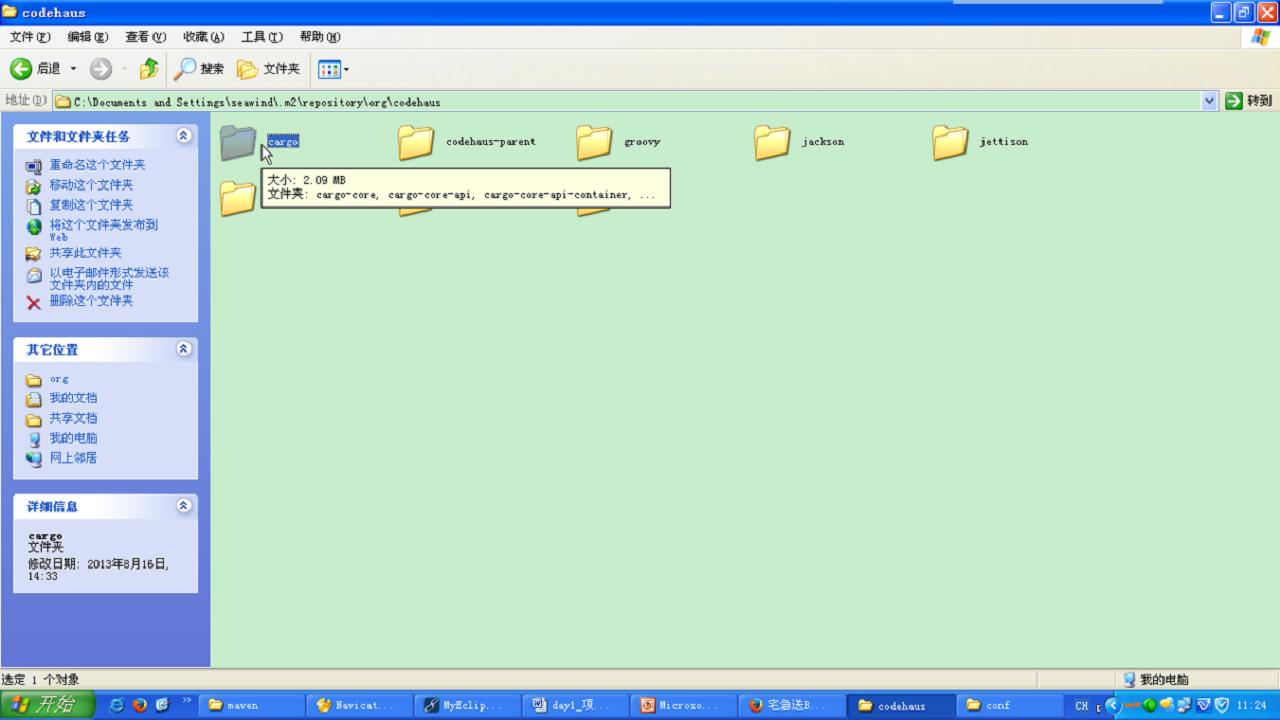 codehaus
文件(F) 编辑(E) 查看(V) 收藏(A) 工具(T) 帮助(H)
后退 搜索 文件夹
地址(D) C:\Documents and Settings\seawind\.m2\repository\org\codehaus 转到
文件和文件夹任务
重命名这个文件夹
移动这个文件夹
复制这个文件夹
将这个文件夹发布到
Web
共享此文件夹
以电子邮件形式发送该
文件夹内的文件
删除这个文件夹
其它位置
org
我的文档
共享文档
我的电脑
网上邻居
详细信息
cargo
文件夹
修改日期: 2013年8月16日,
14:33
cargo codehaus-parent groovy jackson jettison
大小: 2.09 MB
文件夹: cargo-core, cargo-core-api, cargo-core-api-container, ...
选定 1 个对象 我的电脑
开始 maven Navicat... MyEclip... day1_项... Microso... 宅急送B... codehaus conf CH 11:24